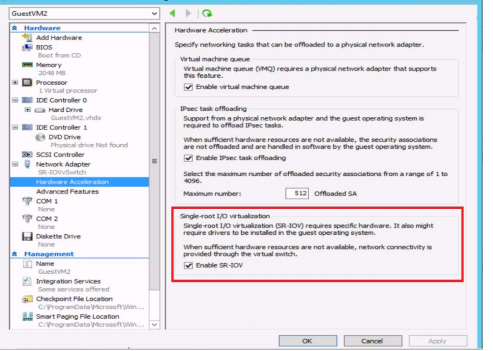 GuestVM2
Hardware
Add Hardware
BIOS
Boot from CD
Memory
2048 MB
Processor
1 Virtual processor
IDE Controller 0
Hard Drive
GuestVM2.vhdx
IDE Controller 1
DVD Drive
Physical drive Not found
SCSI Controller
Network Adapter
SR-IOVvSwitch
Hardware Acceleration
Advanced Features
COM 1
None
COM 2
None
Diskette Drive
None
Management
Name
GuestVM2
Integration Services
Some services offered
Checkpoint File Location
C:\ProgramData\Microsoft\Win...
Smart Paging File Location
C:\ProgramData\Microsoft\Win...
Hardware Acceleration
Specify networking tasks that can be offloaded to a physical network adapter.
Virtual machine queue
Virtual machine queue (VMQ) requires a physical network adapter that supports
this feature.
Enable virtual machine queue
IPsec task offloading
Support from a physical network adapter and the guest operating system is
required to offload IPsec tasks.
When sufficient hardware resources are not available, the security associations
are not offloaded and are handled in software by the guest operating system.
Enable IPsec task offloading
Select the maximum number of offloaded security associations from a range of 1 to
4096.
Maximum number: 512 Offloaded SA
Single-root I/O virtualization
Single-root I/O virtualization (SR-IOV) requires specific hardware. It also might
require drivers to be installed in the guest operating system.
When sufficient hardware resources are not available, network connectivity is
provided through the virtual switch.
Enable SR-IOV
OK Cancel Apply